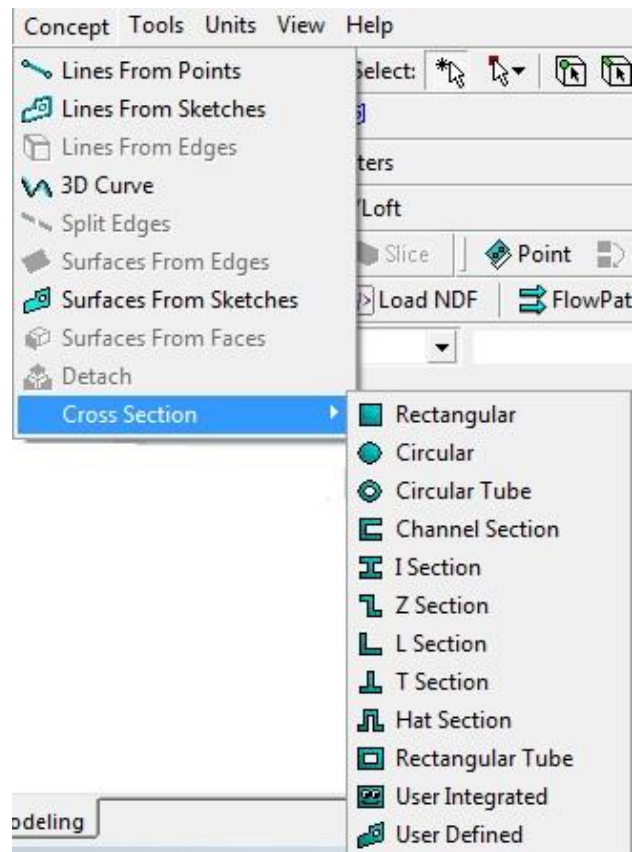 Concept Tools Units View Help
Lines From Points
Select:
Lines From Sketches
Lines From Edges
ters
3D Curve
/Loft
Split Edges
Slice Point
Surfaces From Edges
Surfaces From Sketches
Load NDF FlowPat
Surfaces From Faces
Detach
Cross Section
Rectangular
Circular
Circular Tube
Channel Section
I Section
Z Section
L Section
T Section
Hat Section
Rectangular Tube
User Integrated
odeling
User Defined